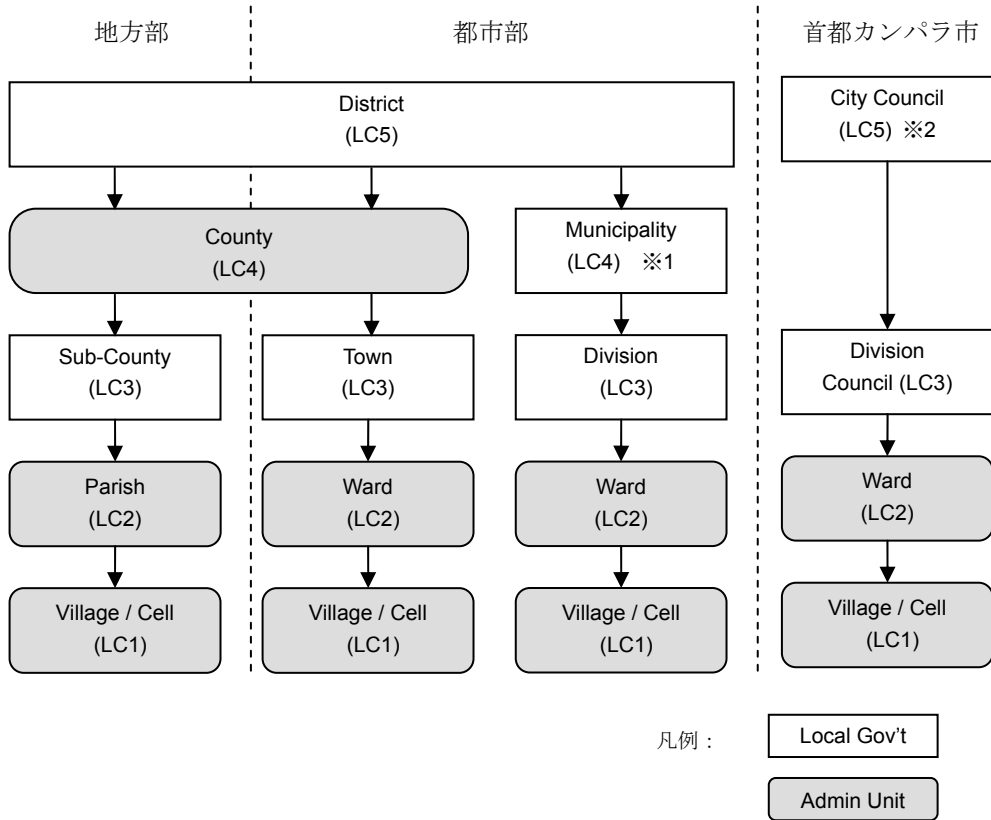 地方部
都市部
首都カンパラ市
District
(LC5)
City Council
(LC5) ※2
County
(LC4)
Municipality
(LC4) ※1
Sub-County
(LC3)
Town
(LC3)
Division
(LC3)
Division
Council (LC3)
Parish
(LC2)
Ward
(LC2)
Ward
(LC2)
Ward
(LC2)
Village / Cell
(LC1)
Village / Cell
(LC1)
Village / Cell
(LC1)
Village / Cell
(LC1)
凡例：
Local Gov't
Admin Unit